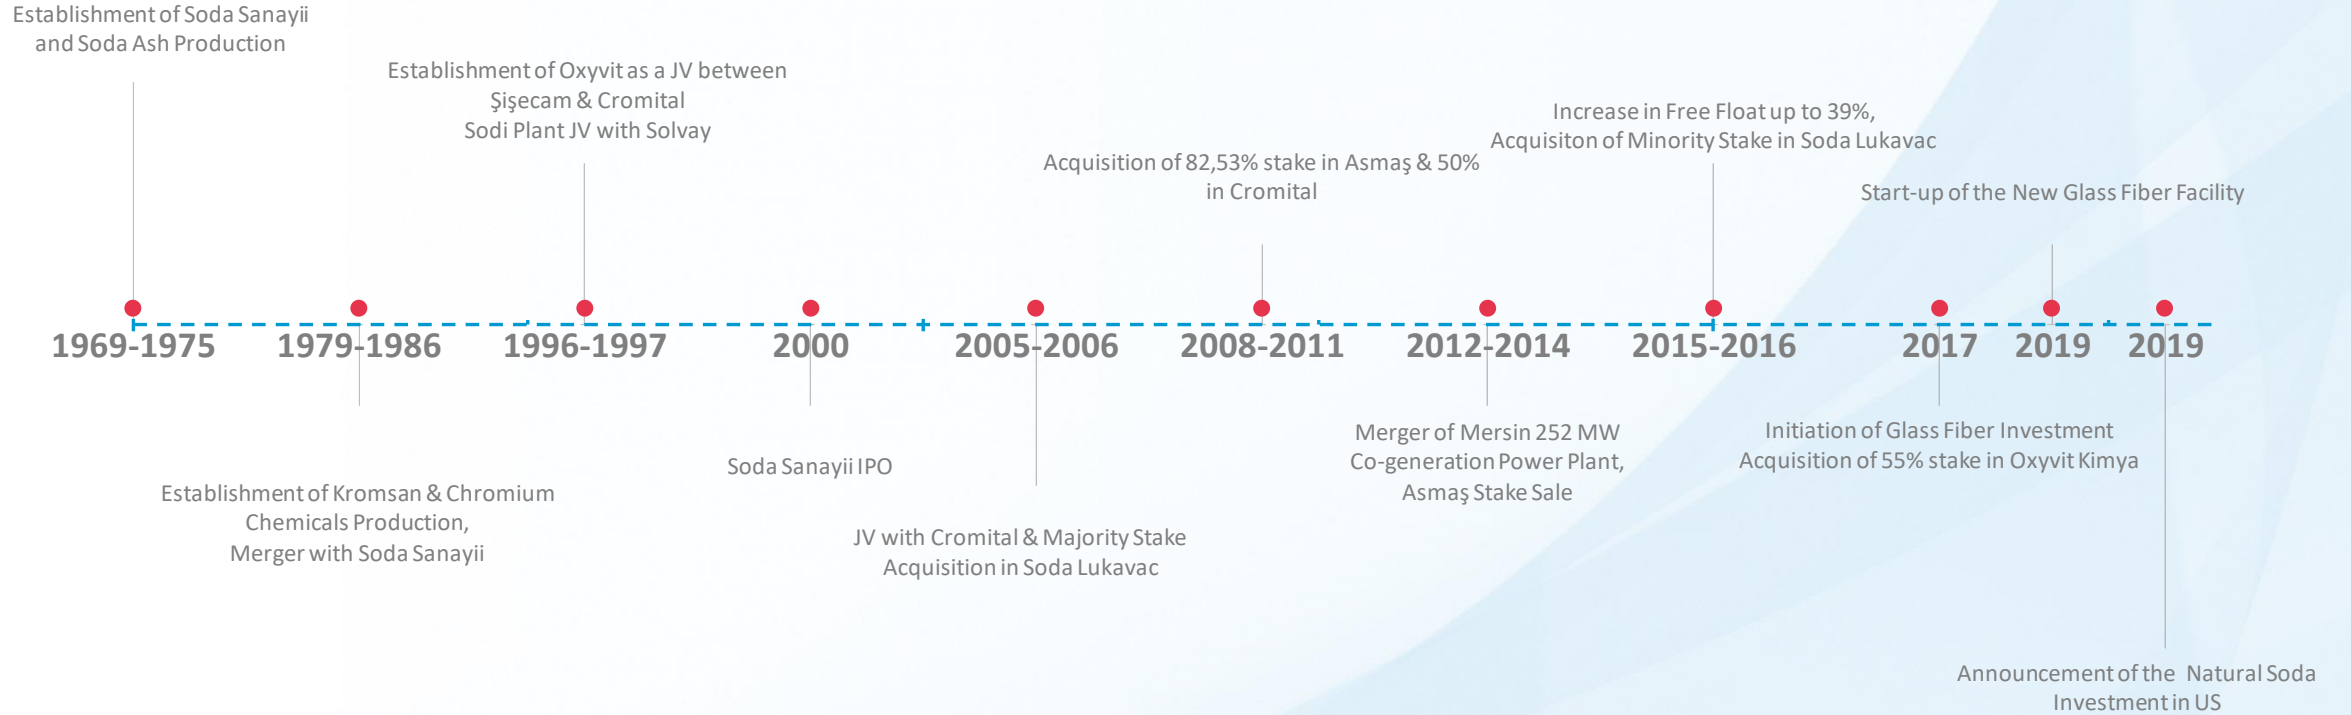 Establishment of Soda Sanayii
and Soda Ash Production
Establishment of Oxyvit as a JV between
Şişecam & Cromital
Sodi Plant JV with Solvay
Acquisition of 82,53% stake in Asmaş & 50%
in Cromital
Increase in Free Float up to 39%,
Acquisiton of Minority Stake in Soda Lukavac
Start-up of the New Glass Fiber Facility
1969-1975
1979-1986
1996-1997
2000
2005-2006
2008-2011
2012-2014
2015-2016
2017
2019
2019
Establishment of Kromsan & Chromium
Chemicals Production,
Merger with Soda Sanayii
Soda Sanayii IPO
JV with Cromital & Majority Stake
Acquisition in Soda Lukavac
Merger of Mersin 252 MW
Co-generation Power Plant,
Asmaş Stake Sale
Initiation of Glass Fiber Investment
Acquisition of 55% stake in Oxyvit Kimya
Announcement of the Natural Soda
Investment in US